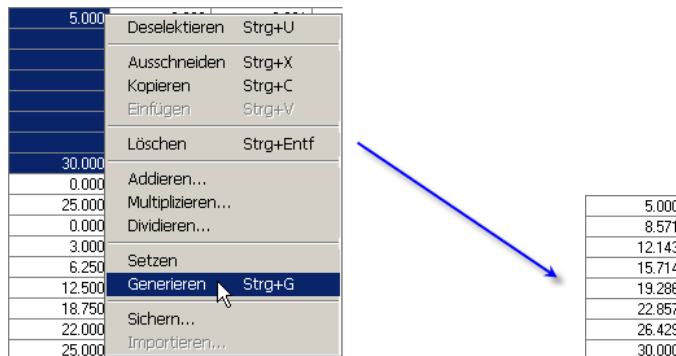 5.000
Deselektieren Strg+U
Ausschneiden Strg+X
Kopieren Strg+C
Einfügen Strg+V
Löschen Strg+Entf
30.000
0.000
25.000
0.000
3.000
6.250
12.500
18.750
22.000
25.000
Addieren...
Multiplizieren...
Dividieren...
Setzen
Generieren Strg+G
Sichern...
Importieren...
5.000
8.571
12.143
15.714
19.286
22.857
26.429
30.000